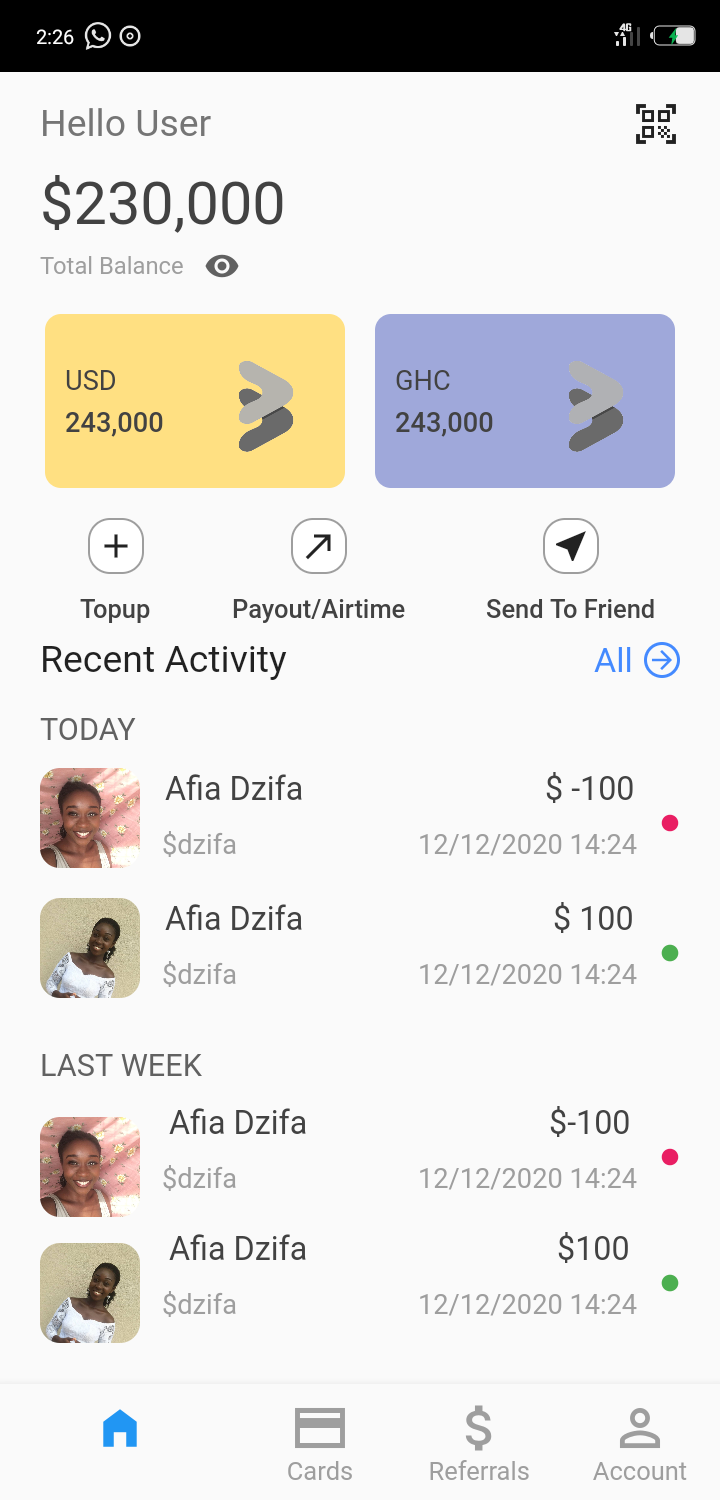 2:26 4G
Hello User
$230,000
Total Balance
USD GHC
243,000 243,000
Topup Payout/Airtime Send To Friend
Recent Activity All
TODAY
Afia Dzifa $ -100
$dzifa 12/12/2020 14:24
Afia Dzifa $ 100
$dzifa 12/12/2020 14:24
LAST WEEK
Afia Dzifa $-100
$dzifa 12/12/2020 14:24
Afia Dzifa $100
$dzifa 12/12/2020 14:24
Cards Referrals Account